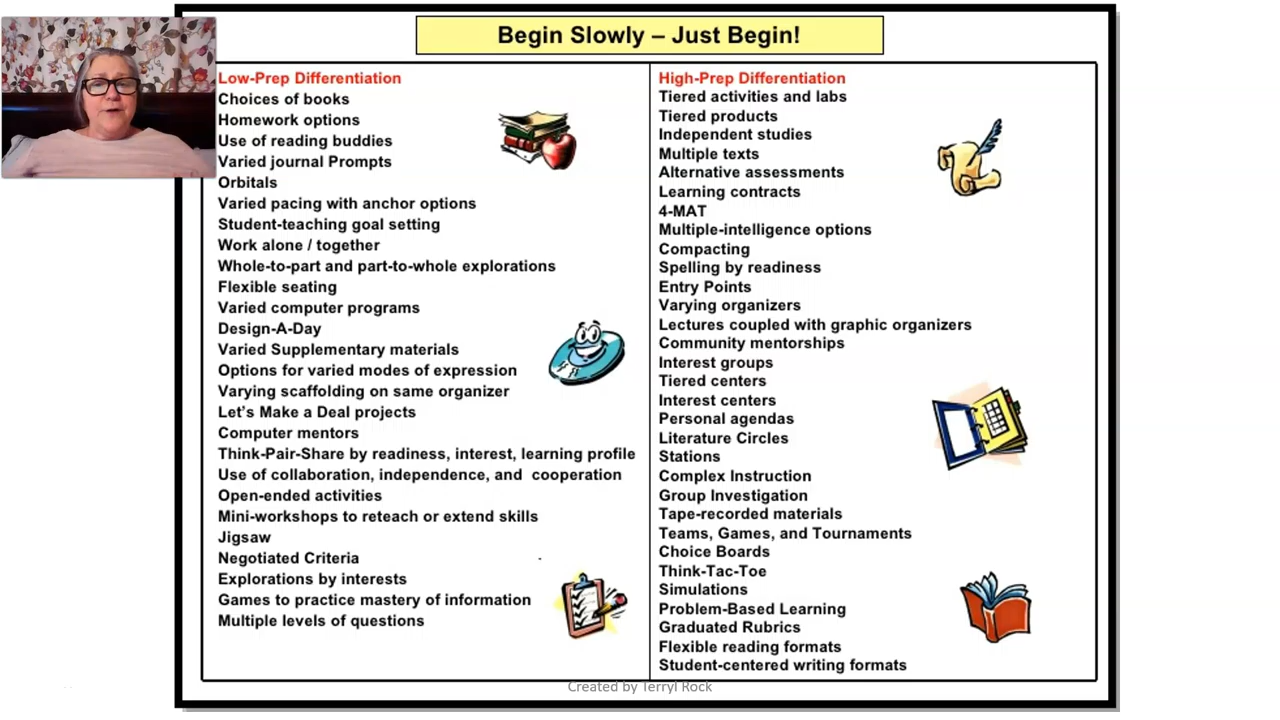 Begin Slowly – Just Begin!
Low-Prep Differentiation
Choices of books
Homework options
Use of reading buddies
Varied journal Prompts
Orbitals
Varied pacing with anchor options
Student-teaching goal setting
Work alone / together
Whole-to-part and part-to-whole explorations
Flexible seating
Varied computer programs
Design-A-Day
Varied Supplementary materials
Options for varied modes of expression
Varying scaffolding on same organizer
Let's Make a Deal projects
Computer mentors
Think-Pair-Share by readiness, interest, learning profile
Use of collaboration, independence, and cooperation
Open-ended activities
Mini-workshops to reteach or extend skills
Jigsaw
Negotiated Criteria
Explorations by interests
Games to practice mastery of information
Multiple levels of questions
High-Prep Differentiation
Tiered activities and labs
Tiered products
Independent studies
Multiple texts
Alternative assessments
Learning contracts
4-MAT
Multiple-intelligence options
Compacting
Spelling by readiness
Entry Points
Varying organizers
Lectures coupled with graphic organizers
Community mentorships
Interest groups
Tiered centers
Interest centers
Personal agendas
Literature Circles
Stations
Complex Instruction
Group Investigation
Tape-recorded materials
Teams, Games, and Tournaments
Choice Boards
Think-Tac-Toe
Simulations
Problem-Based Learning
Graduated Rubrics
Flexible reading formats
Student-centered writing formats
Created by Terryl Rock